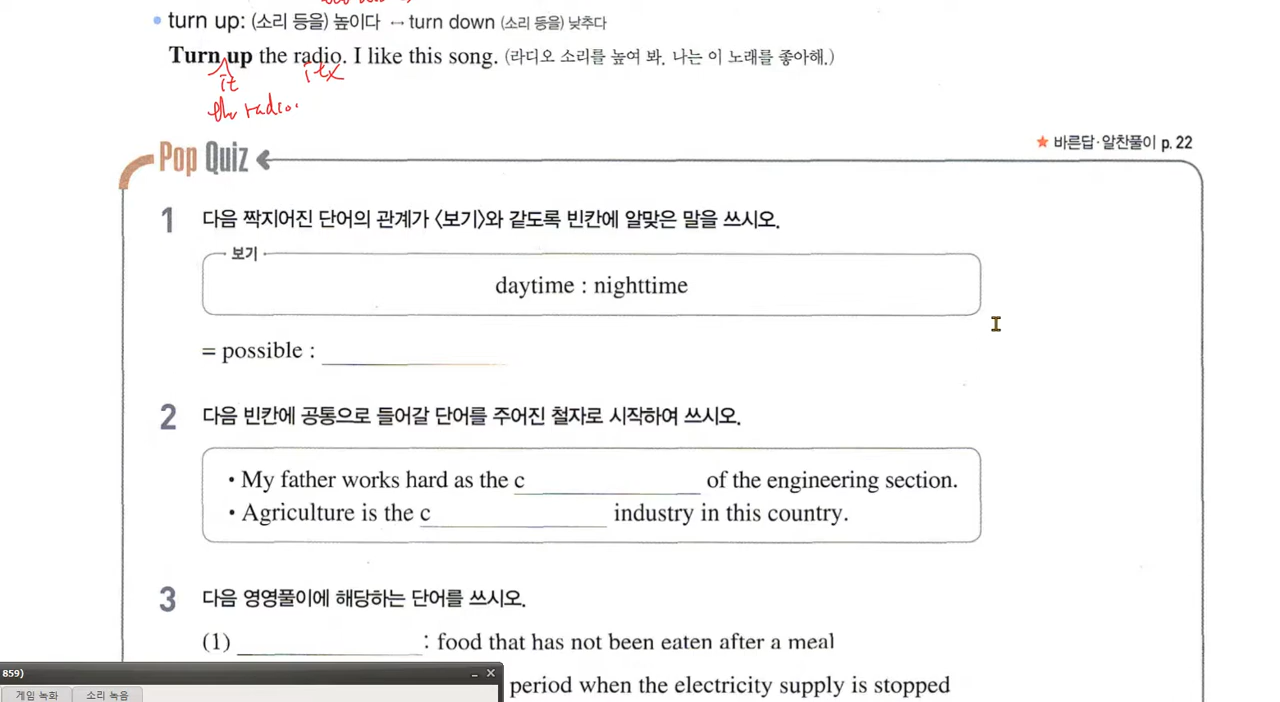 turn up: (소리 등을) 높이다 ↔ turn down (소리 등을) 낮추다
Turn up the radio. I like this song. (라디오 소리를 높여 봐. 나는 이 노래를 좋아해.)
it
it x
the radio.
★ 바른답·알찬풀이 p. 22
Pop Quiz
1 다음 짝지어진 단어의 관계가 〈보기〉와 같도록 빈칸에 알맞은 말을 쓰시오.
보기
daytime : nighttime
= possible :
2 다음 빈칸에 공통으로 들어갈 단어를 주어진 철자로 시작하여 쓰시오.
• My father works hard as the c of the engineering section.
• Agriculture is the c industry in this country.
3 다음 영영풀이에 해당하는 단어를 쓰시오.
(1) : food that has not been eaten after a meal
859)
게임 녹화 소리 녹음
period when the electricity supply is stopped